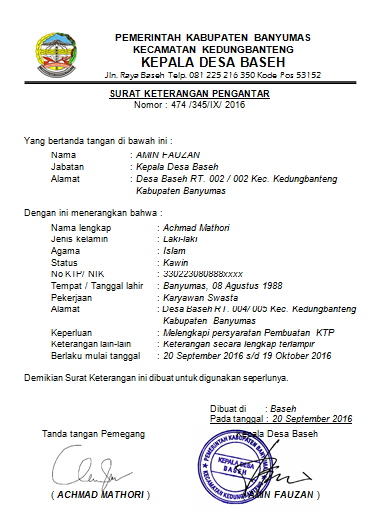 PEMERINTAH KABUPATEN BANYUMAS
KECAMATAN KEDUNGBANTENG
KEPALA DESA BASEH
Jln. Raya Baseh Telp. 081 225 216 350 Kode Pos 53152
SURAT KETERANGAN PENGANTAR
Nomor : 474 /345/IX/ 2016
Yang bertanda tangan di bawah ini :
Nama : AMIN FAUZAN
Jabatan : Kepala Desa Baseh
Alamat : Desa Baseh RT. 002 / 002 Kec. Kedungbanteng
Kabupaten Banyumas
Dengan ini menerangkan bahwa :
Nama lengkap : Achmad Mathori
Jenis kelamin : Laki-laki
Agama : Islam
Status : Kawin
No KTP/ NIK : 330223080888xxxx
Tempat / Tanggal lahir : Banyumas, 08 Agustus 1988
Pekerjaan : Karyawan Swasta
Alamat : Desa Baseh RT. 004/ 005 Kec. Kedungbanteng
Kabupaten Banyumas
Keperluan : Melengkapi persyaratan Pembuatan KTP
Keterangan lain-lain : Keterangan secara lengkap terlampir
Berlaku mulai tanggal : 20 September 2016 s/d 19 Oktober 2016
Demikian Surat Keterangan ini dibuat untuk digunakan seperlunya.
Dibuat di : Baseh
Pada tanggal : 20 September 2016
Tanda tangan Pemegang Kepala Desa Baseh
PEMERINTAH KABUPATEN BANYUMAS
KEPALA DESA
BASEH
KECAMATAN KEDUNGBANTENG
( ACHMAD MATHORI ) AMIN FAUZAN )